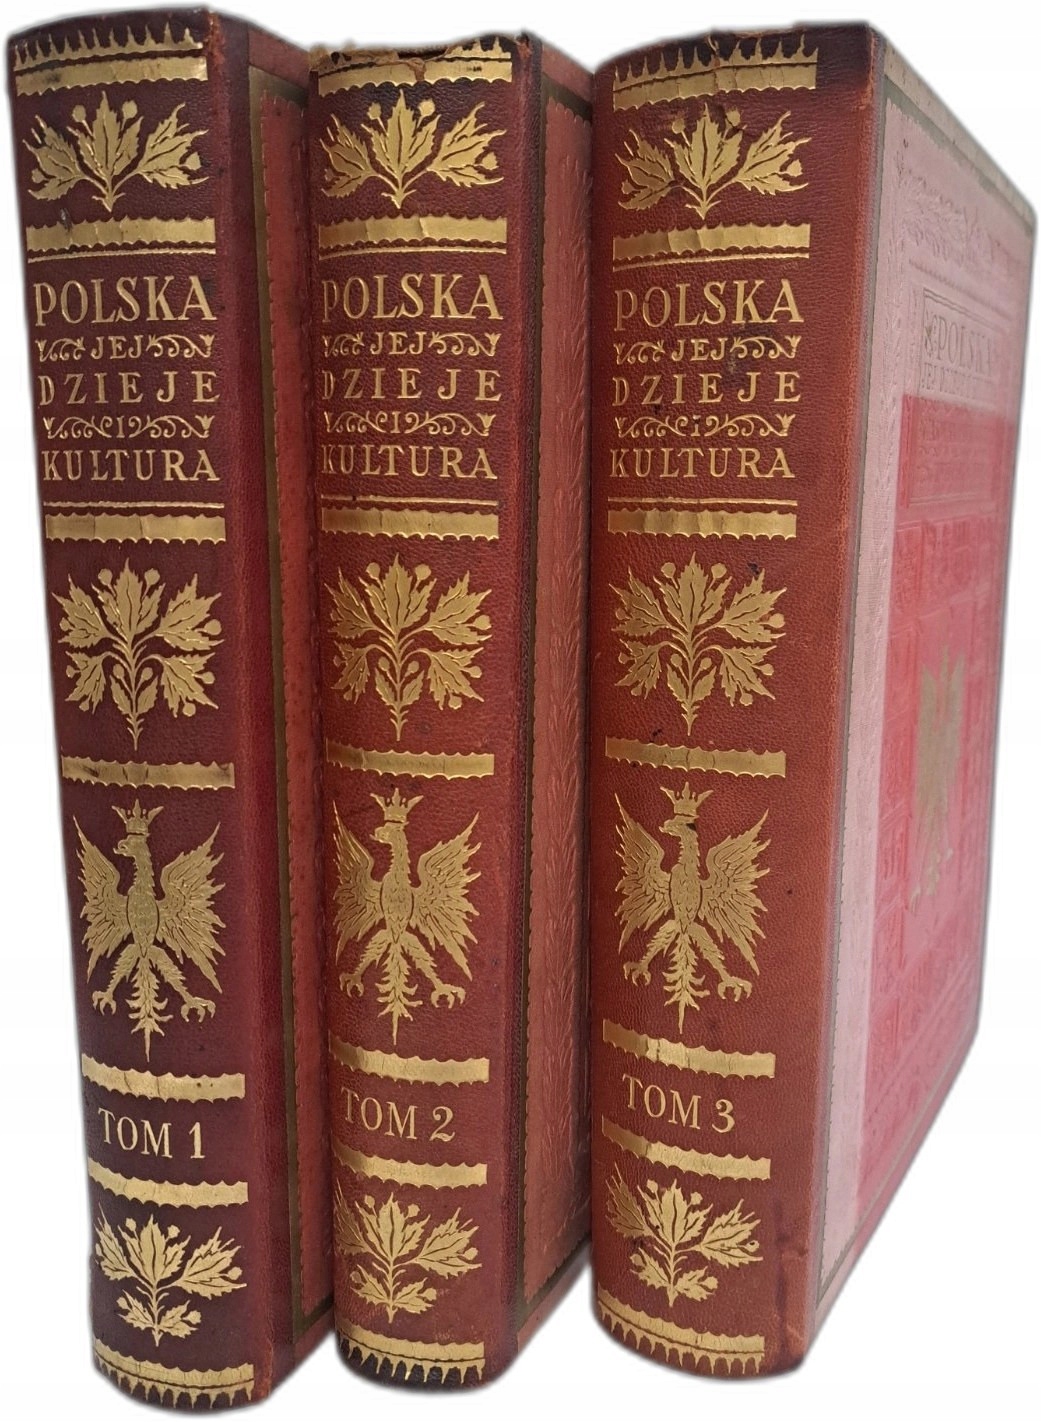 POLSKA
JEJ
DZIEJE
I
KULTURA
TOM 1
POLSKA
JEJ
DZIEJE
I
KULTURA
TOM 2
POLSKA
JEJ
DZIEJE
i
KULTURA
TOM 3
POLSKA
JEJ